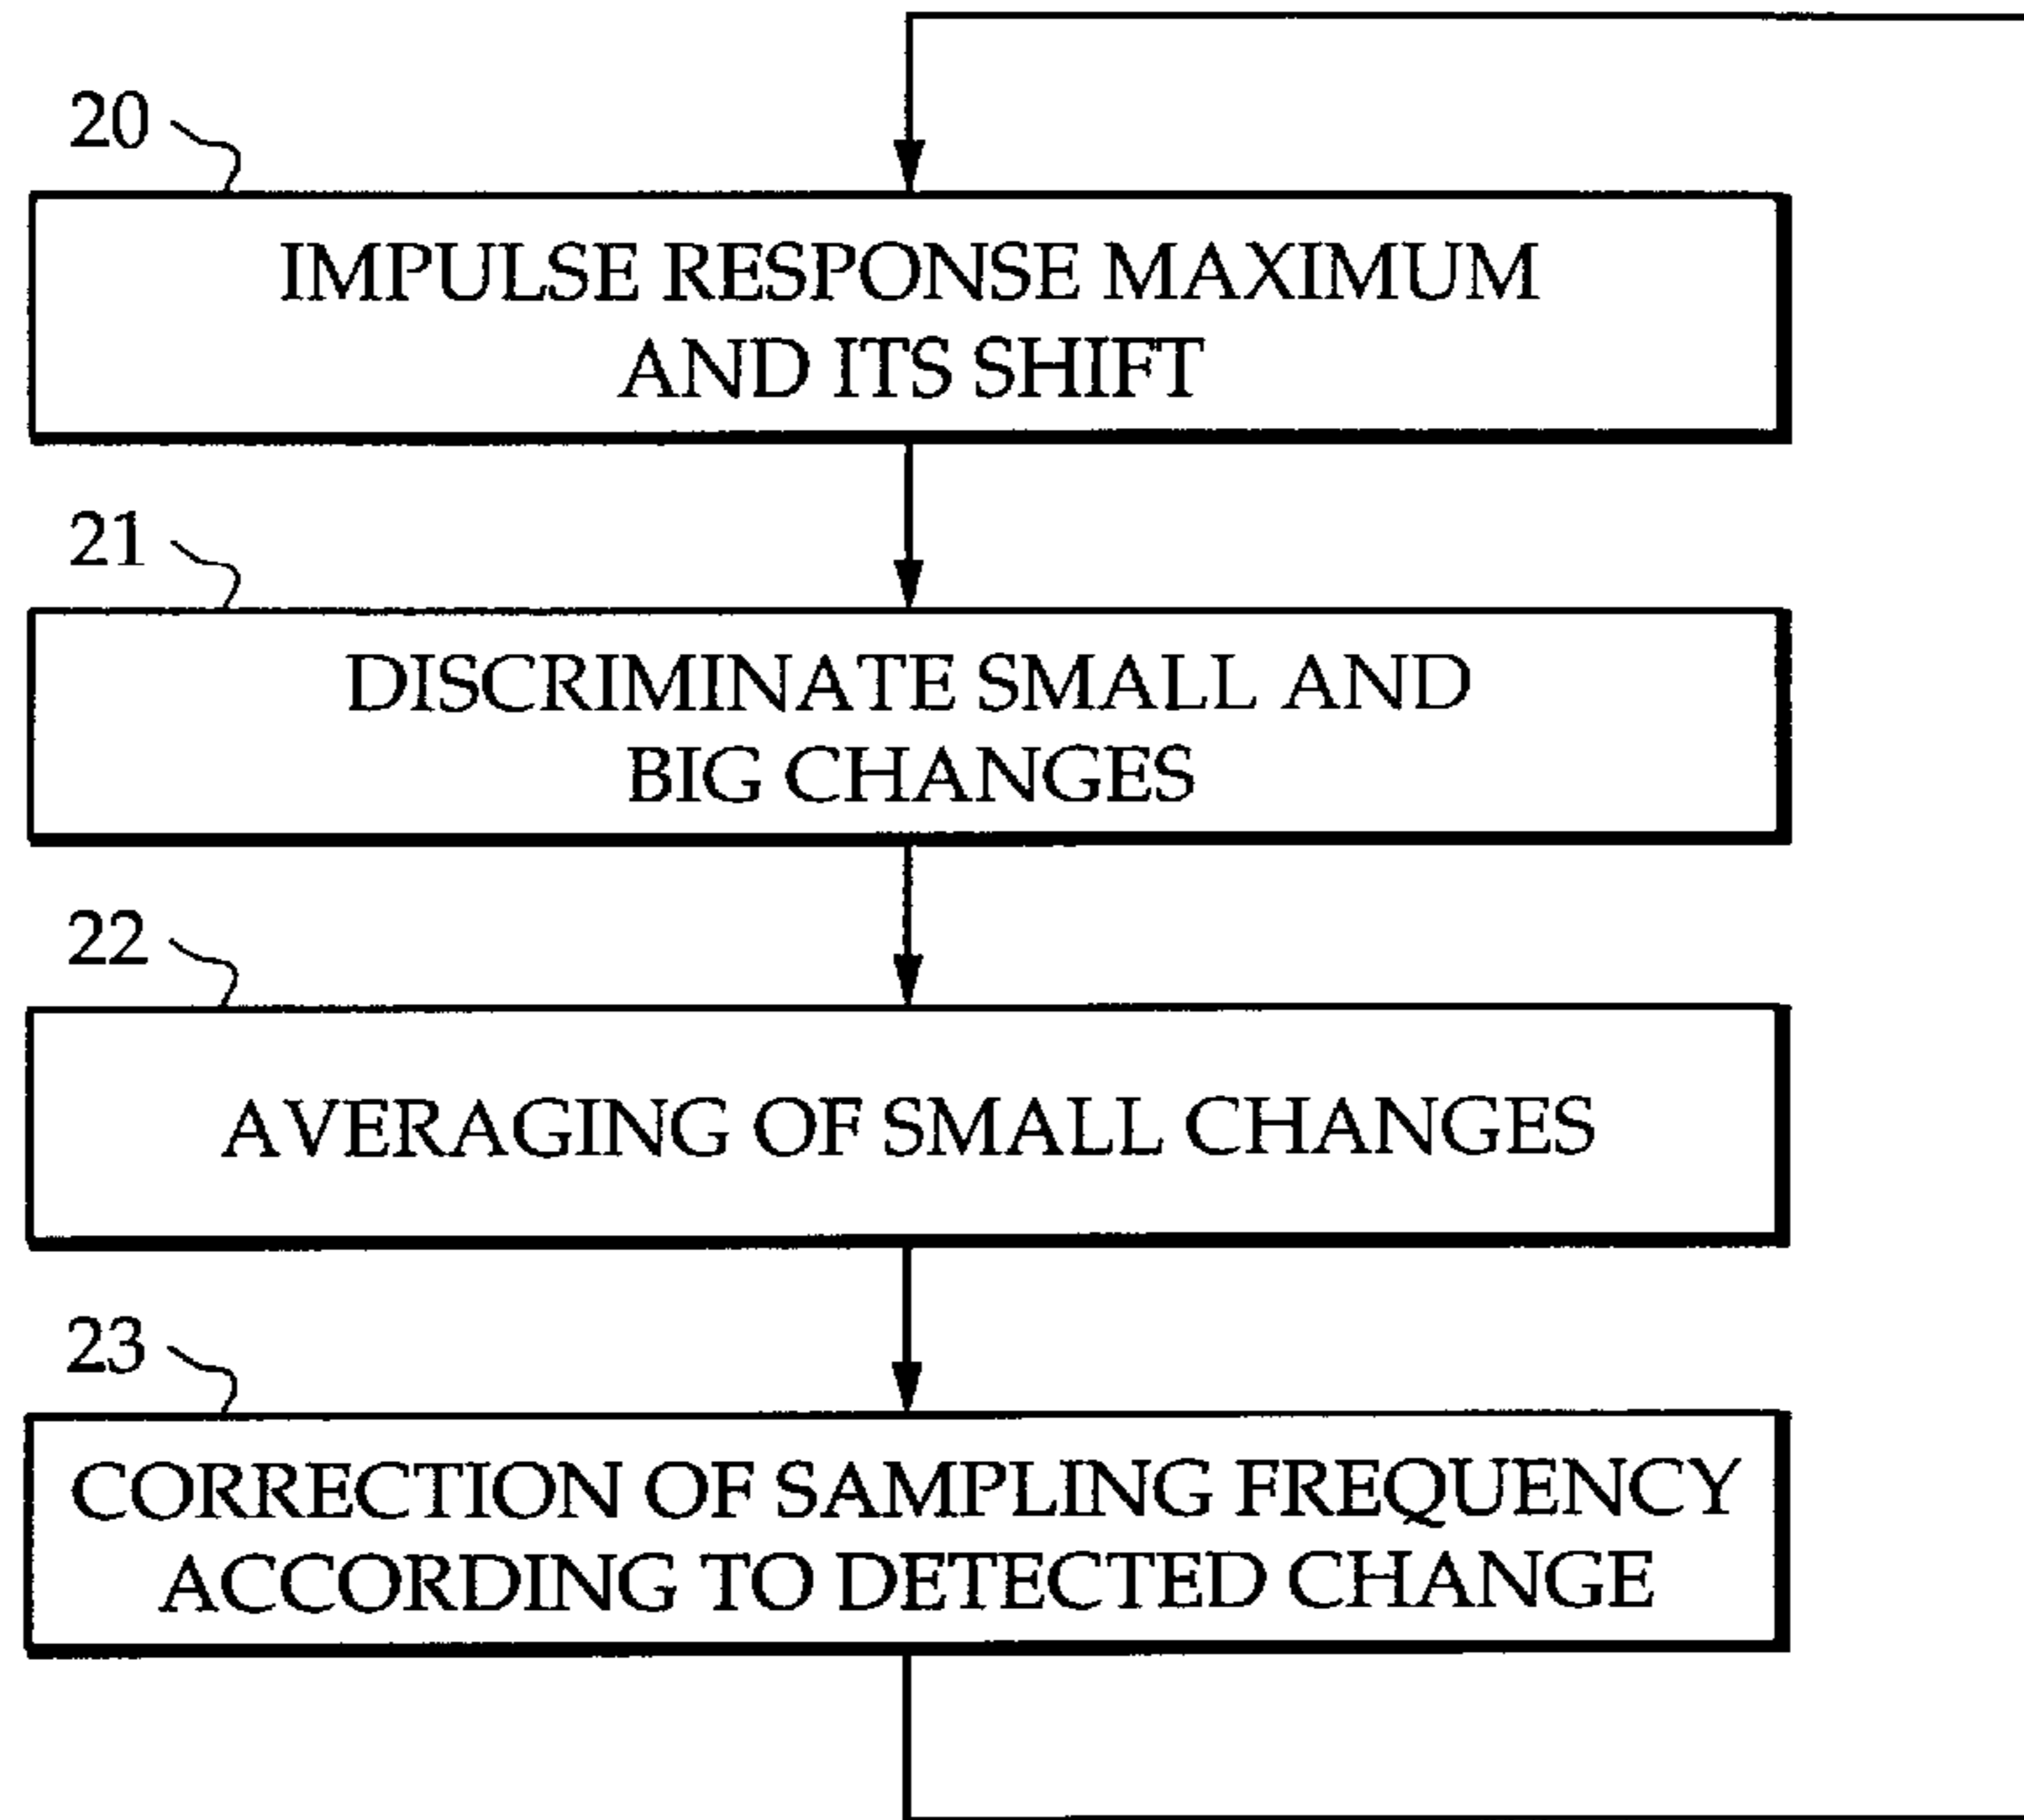 20
IMPULSE RESPONSE MAXIMUM
AND ITS SHIFT
21
DISCRIMINATE SMALL AND
BIG CHANGES
22
AVERAGING OF SMALL CHANGES
23
CORRECTION OF SAMPLING FREQUENCY
ACCORDING TO DETECTED CHANGE